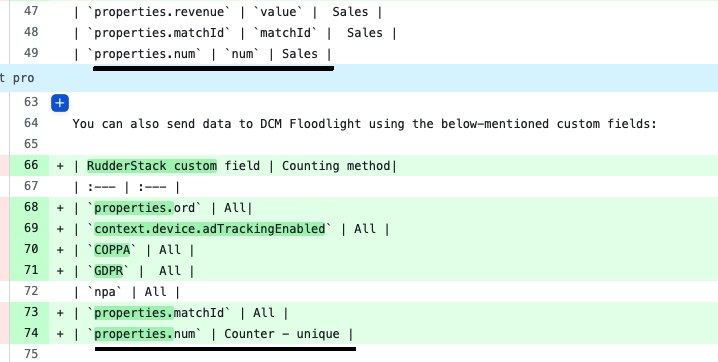 47 | `properties.revenue` | `value` |  Sales |
48 | `properties.matchId` | `matchId` |  Sales |
49 | `properties.num` | `num` | Sales |
t pro
63
+
64 You can also send data to DCM Floodlight using the below-mentioned custom fields:
65
66 + | RudderStack custom field | Counting method|
67 | :--- | :--- |
68 + | `properties.ord` | All|
69 + | `context.device.adTrackingEnabled` | All |
70 + | `COPPA` | All |
71 + | `GDPR` |  All |
72 | `npa` | All |
73 + | `properties.matchId` | All |
74 + | `properties.num` | Counter – unique |
75